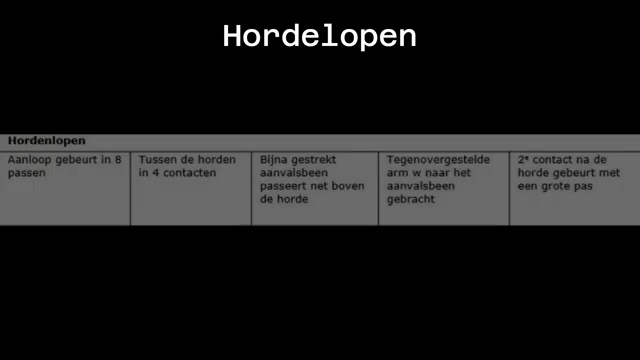 Hordelopen
Hordenlopen
Aanloop gebeurt in 8
passen
Tussen de horden
in 4 contacten
Bijna gestrekt
aanvalsbeen
passeert net boven
de horde
Tegenovergestelde
arm w naar het
aanvalsbeen
gebracht
2e contact na de
horde gebeurt met
een grote pas